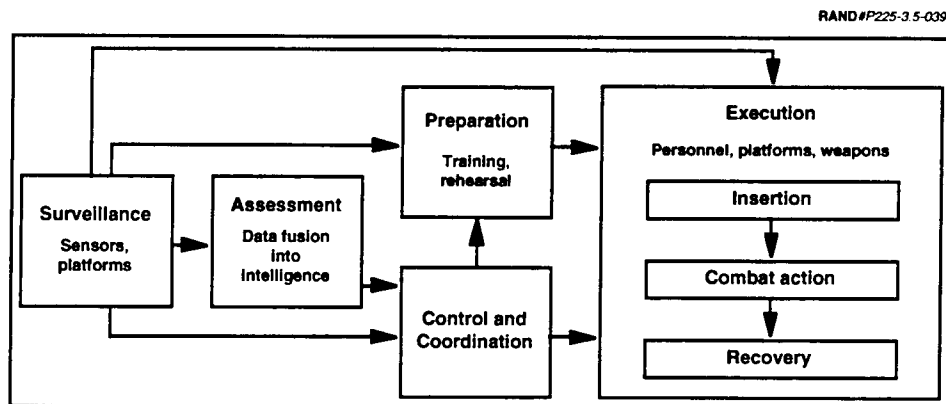 RAND#P225-3.5-039
Surveillance
Sensors,
platforms
Assessment
Data fusion
into
intelligence
Preparation
Training,
rehearsal
Control and
Coordination
Execution
Personnel, platforms, weapons
Insertion
Combat action
Recovery